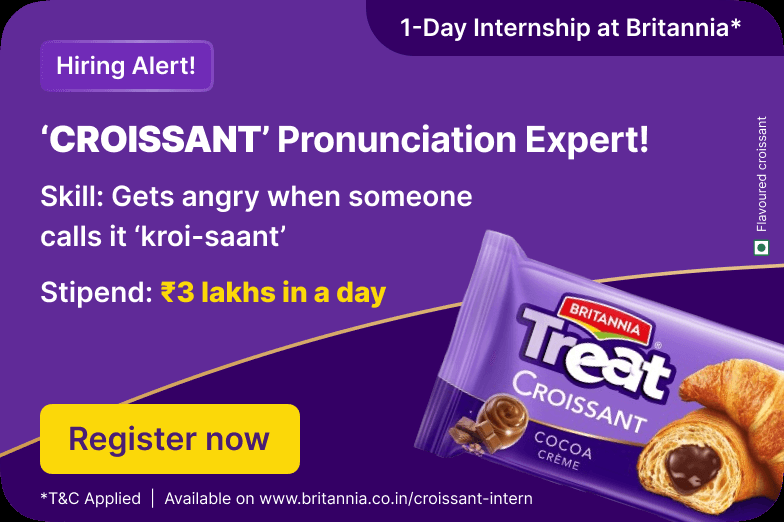 1-Day Internship at Britannia*
Hiring Alert!
‘CROISSANT’ Pronunciation Expert!
Skill: Gets angry when someone
calls it ‘kroi-saant’
Stipend: ₹3 lakhs in a day
Flavoured croissant
BRITANNIA
Treat
CROISSANT
COCOA
CRÈME
Register now
*T&C Applied | Available on www.britannia.co.in/croissant-intern